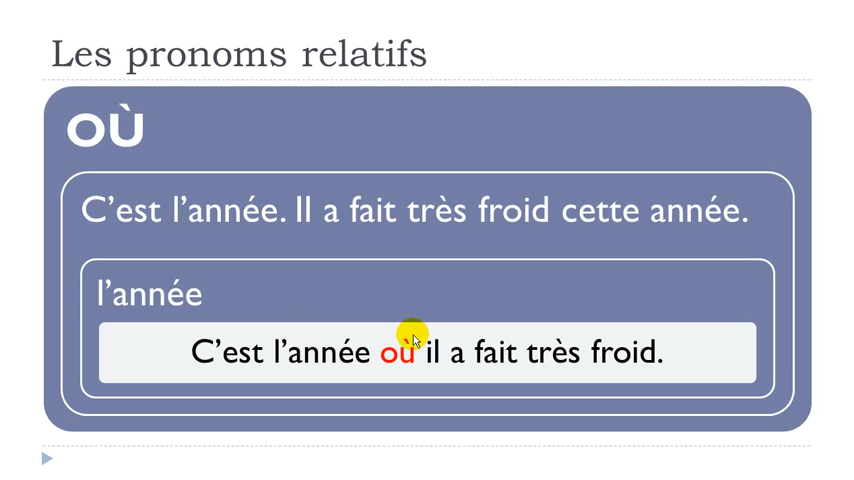 Les pronoms relatifs
OÙ
C’est l’année. Il a fait très froid cette année.
l’année
C’est l’année où il a fait très froid.